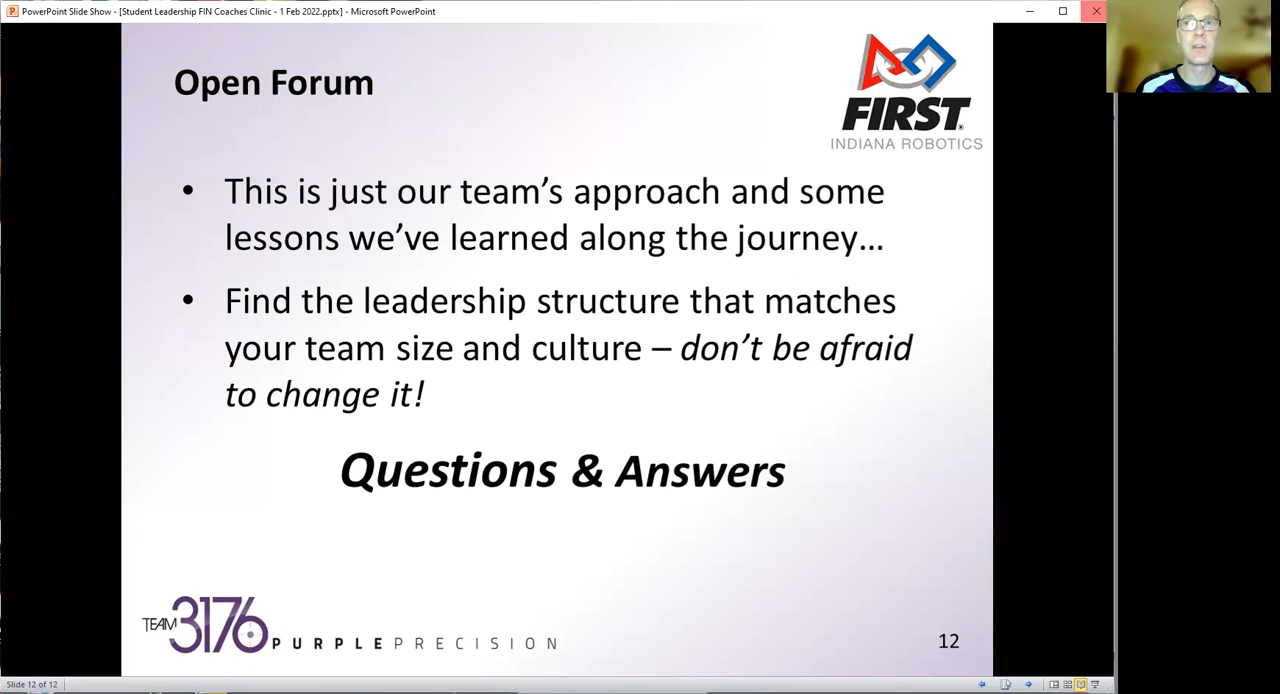 PowerPoint Slide Show - [Student Leadership FIN Coaches Clinic - 1 Feb 2022.pptx] - Microsoft PowerPoint
Open Forum
FIRST®
INDIANA ROBOTICS
• This is just our team’s approach and some
lessons we’ve learned along the journey…
• Find the leadership structure that matches
your team size and culture – don’t be afraid
to change it!
Questions & Answers
TEAM 3176 PURPLE PRECISION
12
Slide 12 of 12